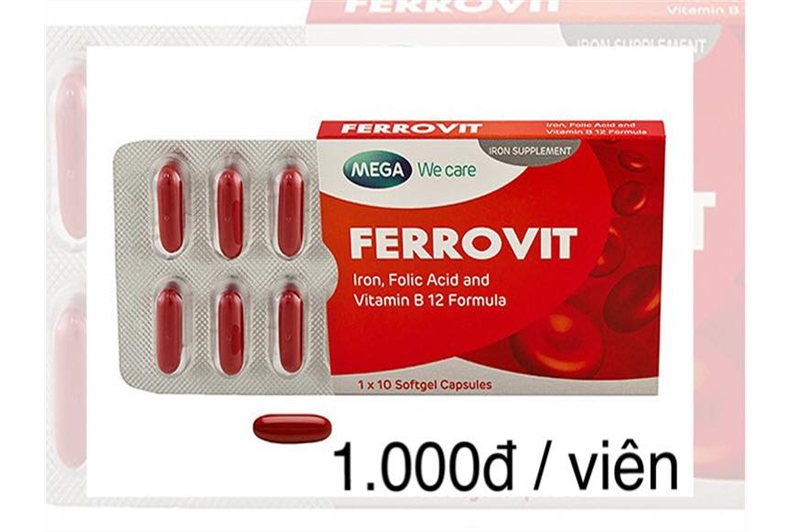 FERROVIT
Iron, Folic Acid and
Vitamin B 12 Formula
IRON SUPPLEMENT
MEGA We care
FERROVIT
Iron, Folic Acid and
Vitamin B 12 Formula
1 x 10 Softgel Capsules
1.000đ / viên
Vitamin B
IRON SUPPLEMENT